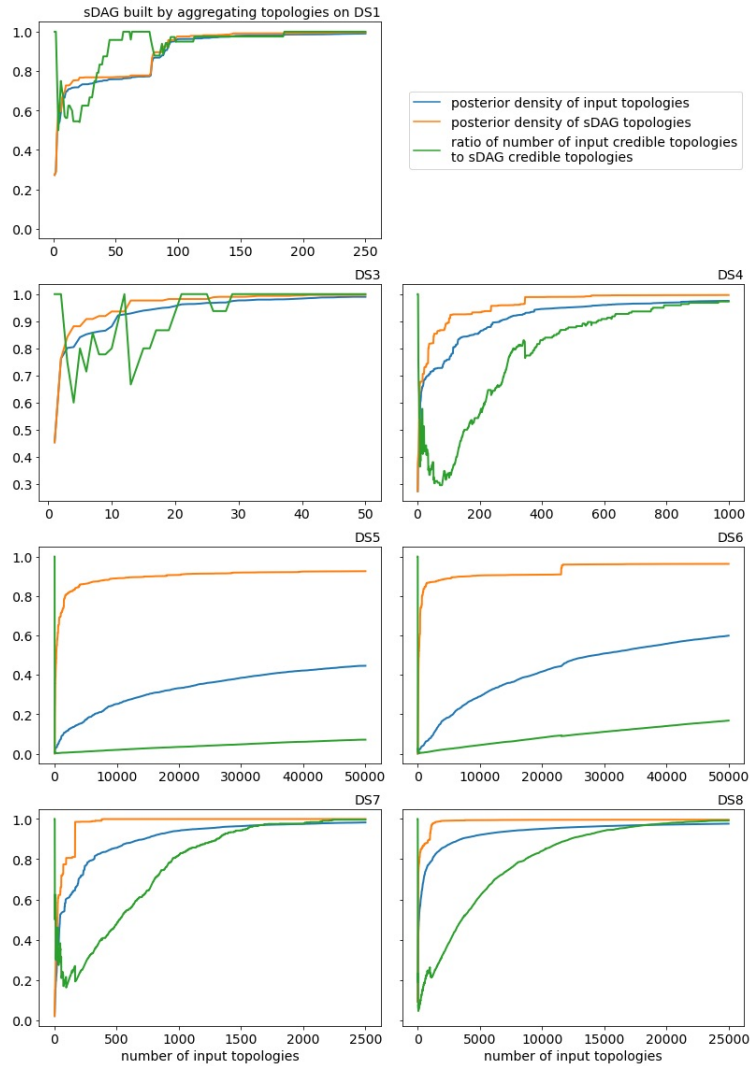 sDAG built by aggregating topologies on DS1
1.0
0.8
0.6
0.4
0.2
0.0
0 50 100 150 200 250
posterior density of input topologies
posterior density of sDAG topologies
ratio of number of input credible topologies
to sDAG credible topologies
DS3
1.0
0.9
0.8
0.7
0.6
0.5
0.4
0.3
0 10 20 30 40 50
DS4
0 200 400 600 800 1000
DS5
1.0
0.8
0.6
0.4
0.2
0.0
0 10000 20000 30000 40000 50000
DS6
0 10000 20000 30000 40000 50000
DS7
1.0
0.8
0.6
0.4
0.2
0.0
0 500 1000 1500 2000 2500
number of input topologies
DS8
0 5000 10000 15000 20000 25000
number of input topologies